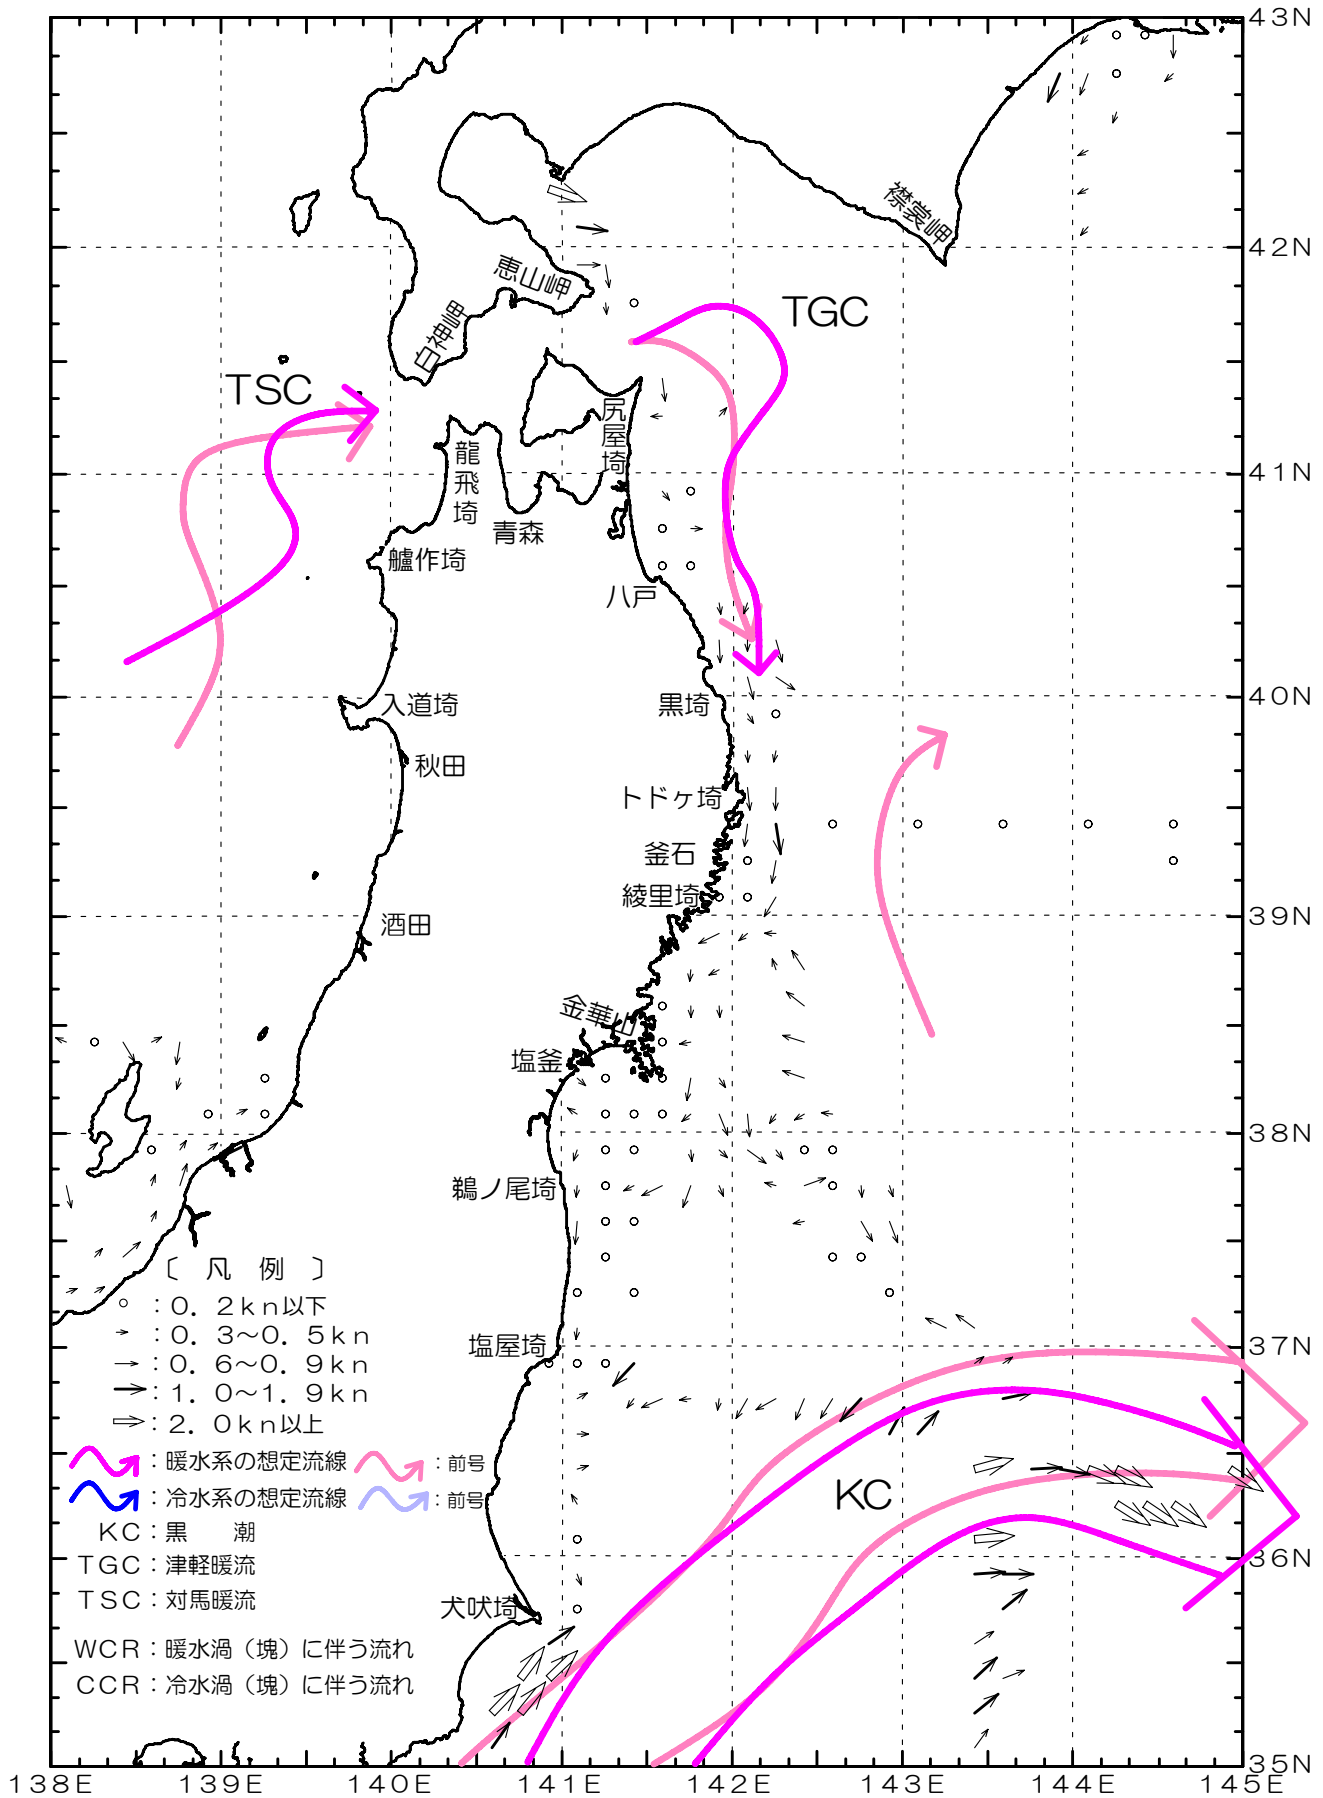 43N
襟裳岬
42N
恵山岬
TGC
白神岬
TSC
尻屋埼
龍飛埼
41N
青森
艫作埼
八戸
40N
入道埼
黒埼
秋田
トドヶ埼
釜石
綾里埼
39N
酒田
金華山
塩釜
38N
鵜ノ尾埼
〔 凡 例 〕
：0．2kn以下
：0．3～0．5kn
：0．6～0．9kn
：1．0～1．9kn
：2．0kn以上
塩屋埼
37N
：暖水系の想定流線
：前号
：冷水系の想定流線
：前号
KC：黒 潮
TGC：津軽暖流
TSC：対馬暖流
WCR：暖水渦（塊）に伴う流れ
CCR：冷水渦（塊）に伴う流れ
KC
36N
犬吠埼
35N
138E 139E 140E 141E 142E 143E 144E 145E